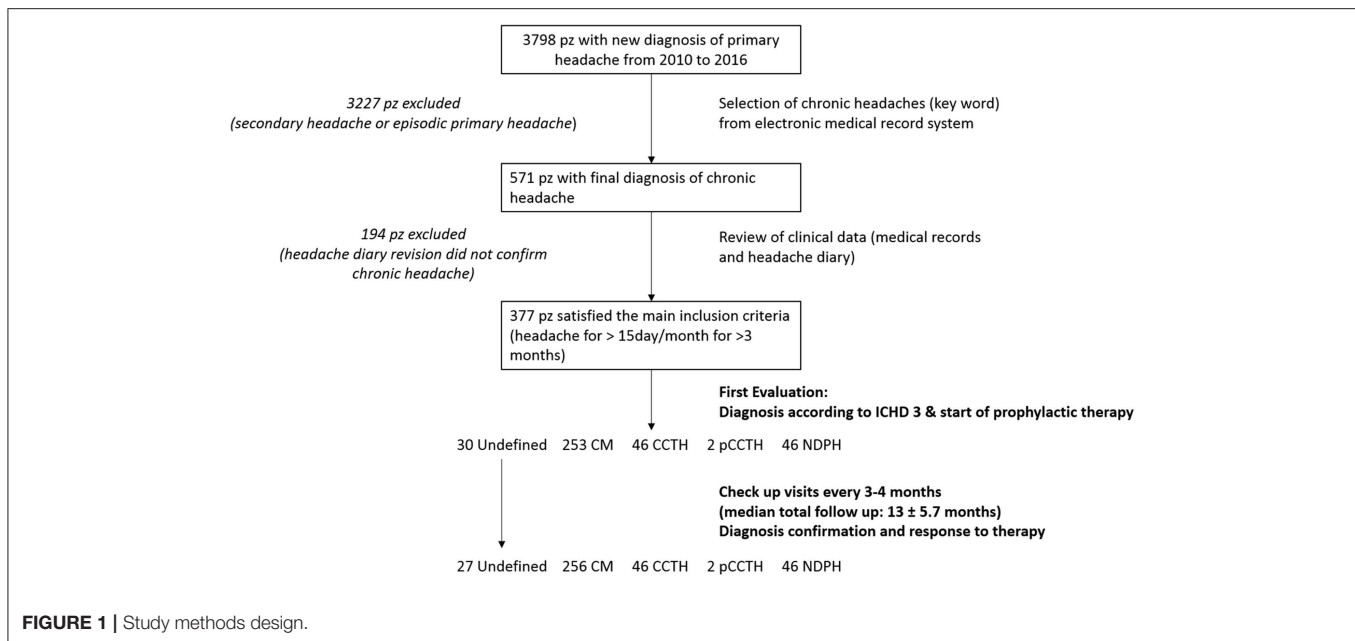 3798 pz with new diagnosis of primary
headache from 2010 to 2016
3227 pz excluded
(secondary headache or episodic primary headache)
Selection of chronic headaches (key word)
from electronic medical record system
571 pz with final diagnosis of chronic
headache
194 pz excluded
(headache diary revision did not confirm
chronic headache)
Review of clinical data (medical records
and headache diary)
377 pz satisfied the main inclusion criteria
(headache for > 15day/month for >3
months)
First Evaluation:
Diagnosis according to ICHD 3 & start of prophylactic therapy
30 Undefined 253 CM 46 CCTH 2 pCCTH 46 NDPH
Check up visits every 3-4 months
(median total follow up: 13 ± 5.7 months)
Diagnosis confirmation and response to therapy
27 Undefined 256 CM 46 CCTH 2 pCCTH 46 NDPH
FIGURE 1 | Study methods design.